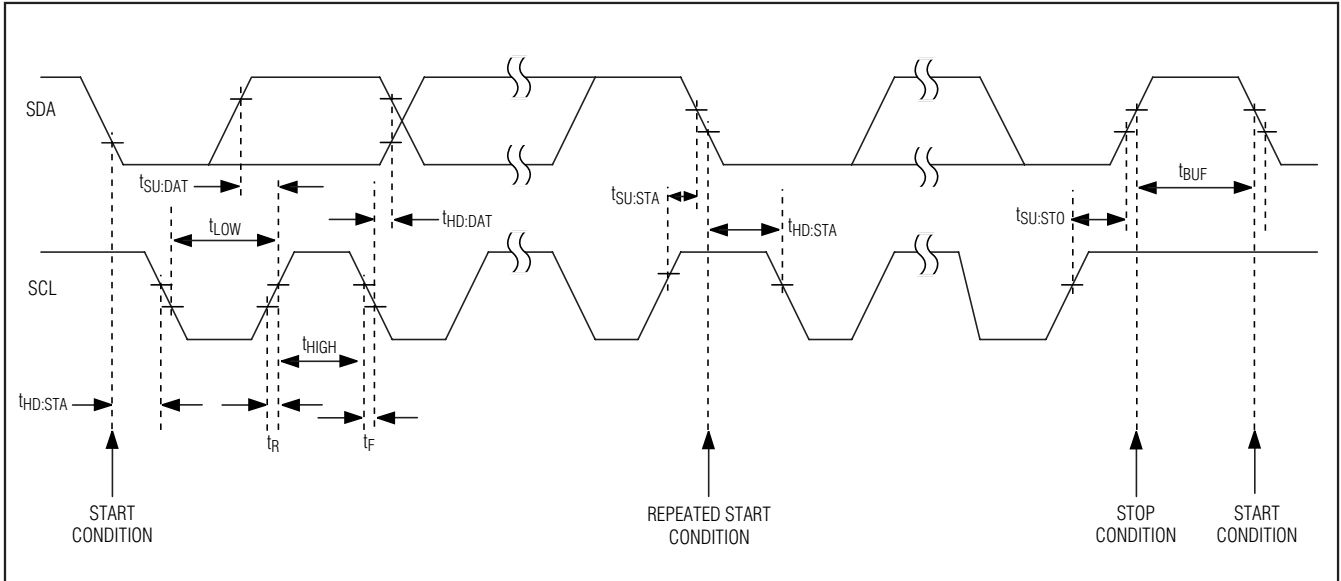 SDA
tSU:DAT
tLOW
tHD:DAT
tSU:STA
tHD:STA
tSU:STO
tBUF
SCL
tHIGH
tHD:STA
tR
tF
START
CONDITION
REPEATED START
CONDITION
STOP
CONDITION
START
CONDITION